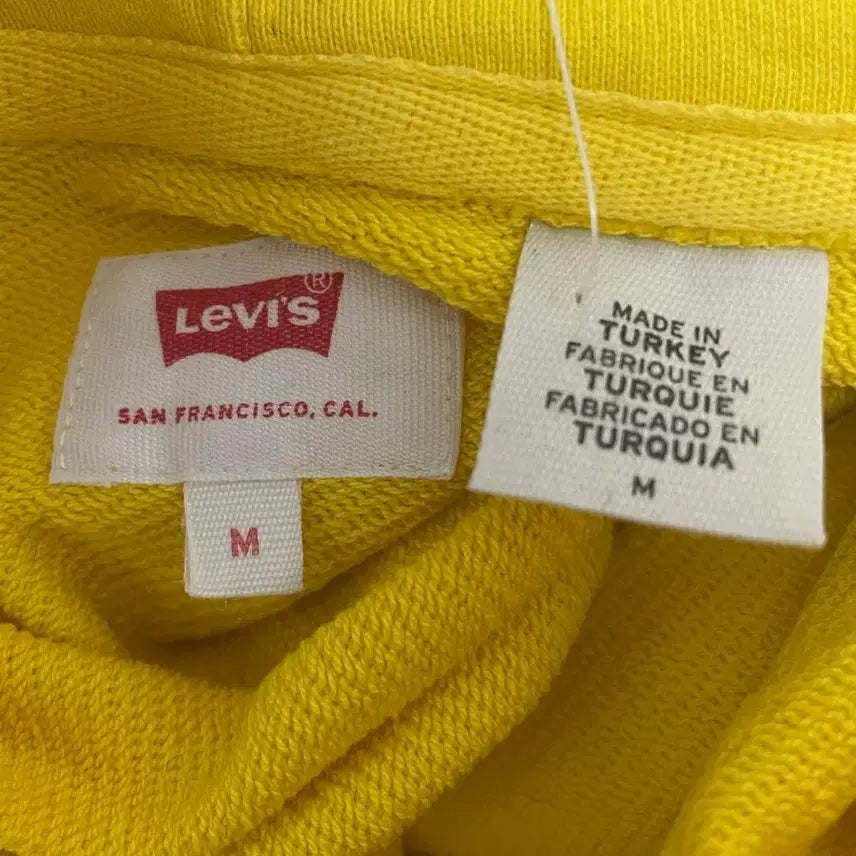 LEVI'S®
SAN FRANCISCO, CAL.
M
MADE IN
TURKEY
FABRIQUE EN
TURQUIE
FABRICADO EN
TURQUIA
M